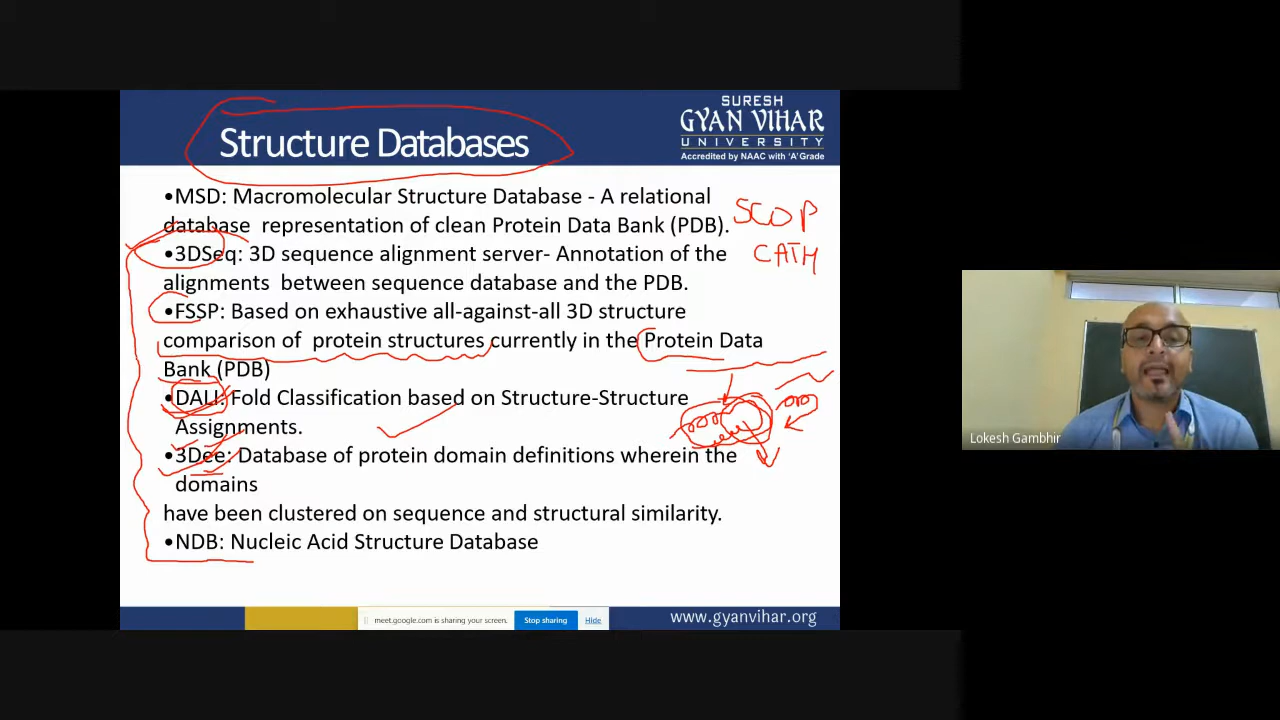 Structure Databases
SURESH
GYAN VIHAR
UNIVERSITY
Accredited by NAAC with 'A' Grade
•MSD: Macromolecular Structure Database - A relational
database representation of clean Protein Data Bank (PDB).
SCOP
•3DSeq: 3D sequence alignment server- Annotation of the
CATH
alignments between sequence database and the PDB.
•FSSP: Based on exhaustive all-against-all 3D structure
comparison of protein structures currently in the Protein Data
Bank (PDB)
•DALI: Fold Classification based on Structure-Structure
Assignments.
•3Dee: Database of protein domain definitions wherein the
domains
have been clustered on sequence and structural similarity.
•NDB: Nucleic Acid Structure Database
meet.google.com is sharing your screen.
Stop sharing
Hide
www.gyanvihar.org
Lokesh Gambhir